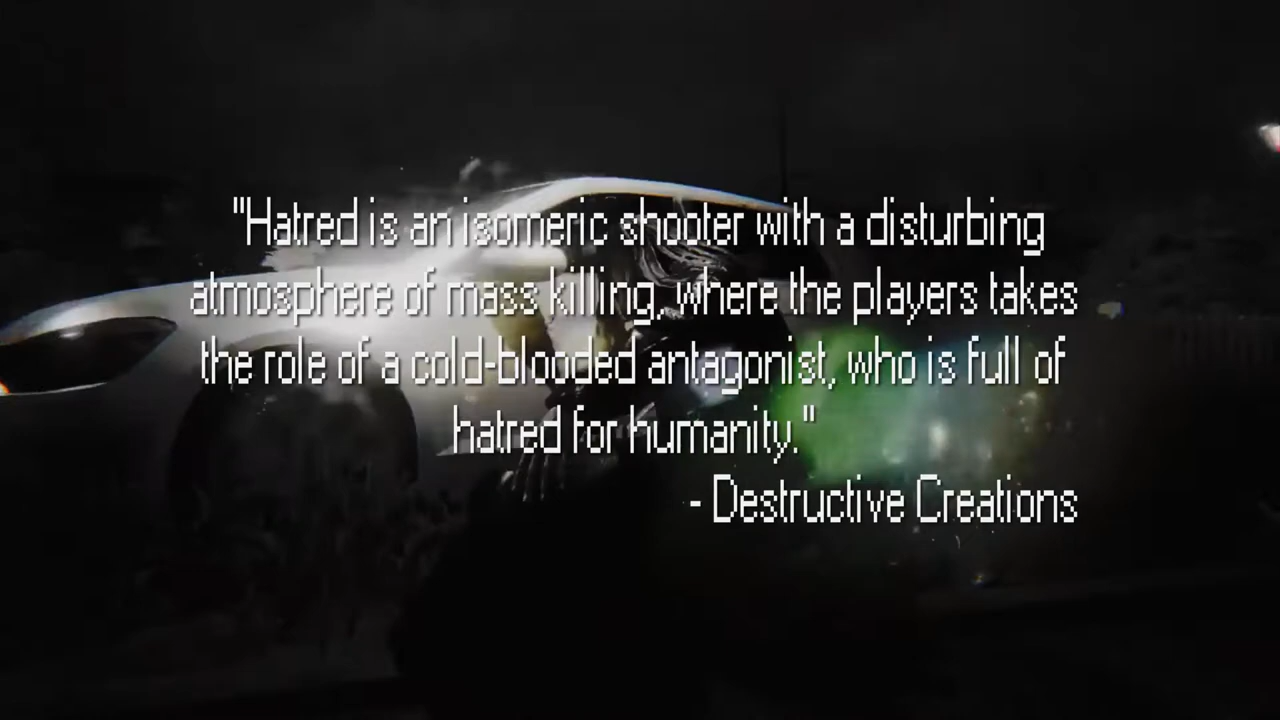 "Hatred is an isomeric shooter with a disturbing
atmosphere of mass killing, where the players takes
the role of a cold-blooded antagonist, who is full of
hatred for humanity."
- Destructive Creations